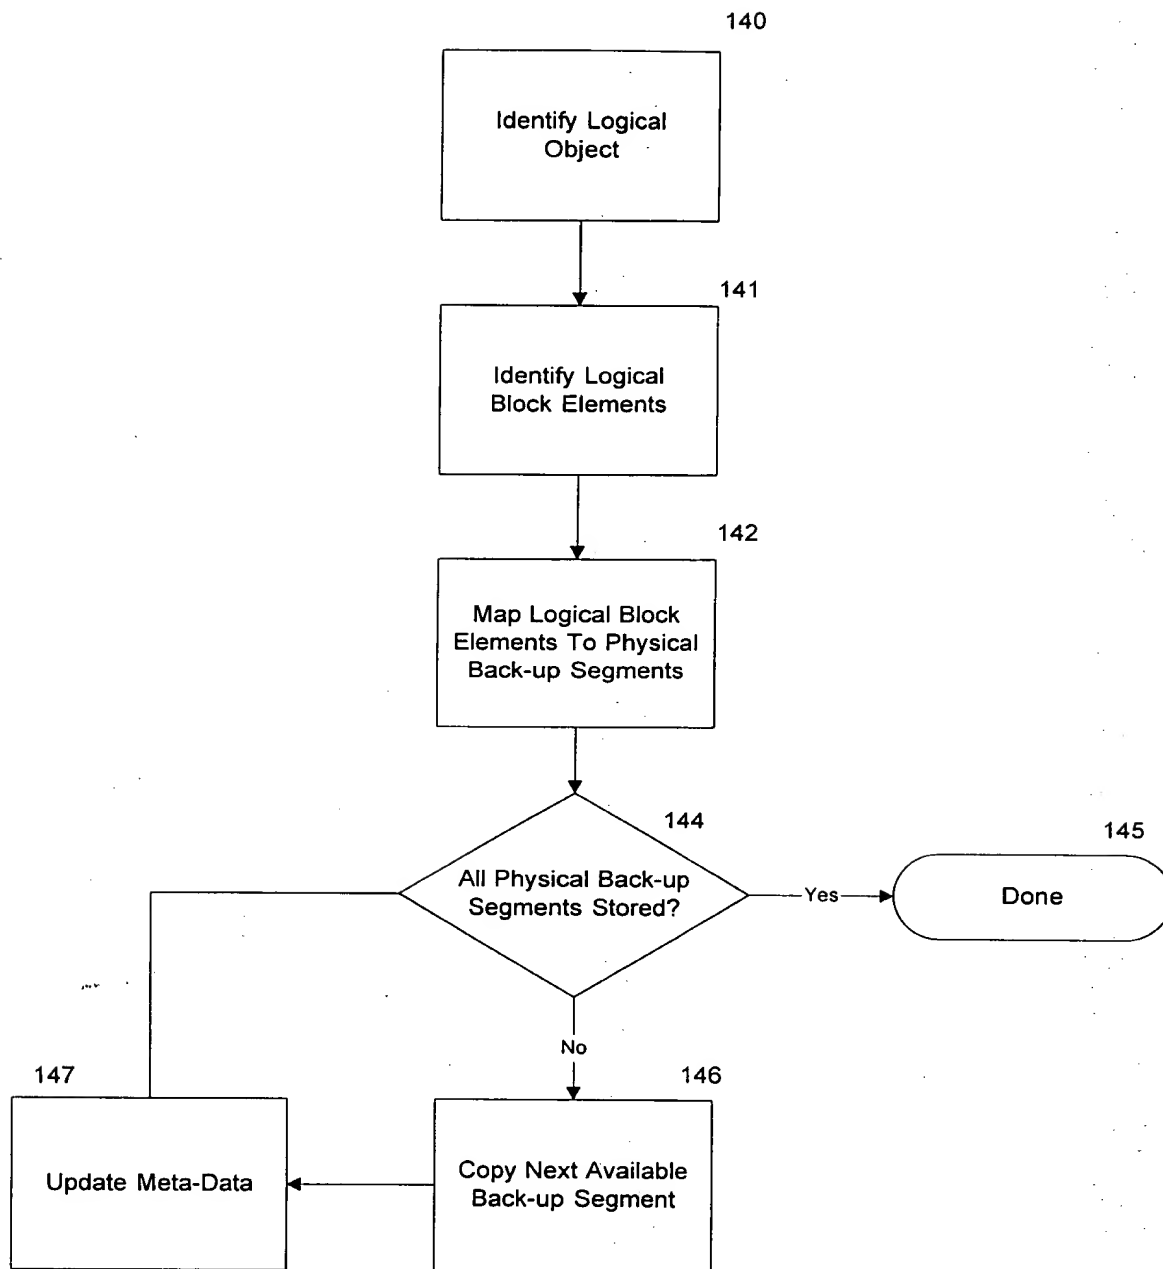 140
Identify Logical
Object
141
Identify Logical
Block Elements
142
Map Logical Block
Elements To Physical
Back-up Segments
144
All Physical Back-up
Segments Stored?
Yes
145
Done
No
147
Update Meta-Data
146
Copy Next Available
Back-up Segment